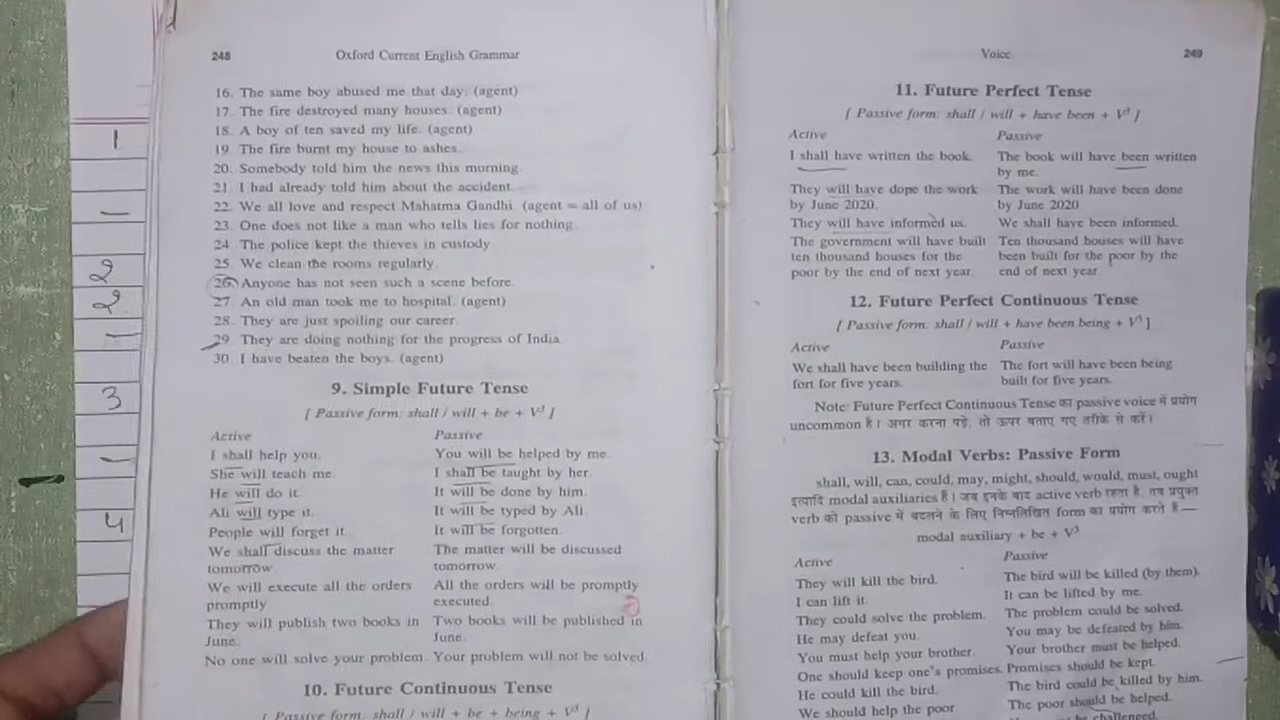 1
-
2
2
-
3
-
4
248 Oxford Current English Grammar
16. The same boy abused me that day. (agent)
17. The fire destroyed many houses. (agent)
18. A boy of ten saved my life. (agent)
19. The fire burnt my house to ashes.
20. Somebody told him the news this morning.
21. I had already told him about the accident.
22. We all love and respect Mahatma Gandhi. (agent = all of us)
23. One does not like a man who tells lies for nothing.
24. The police kept the thieves in custody
25. We clean the rooms regularly.
26. Anyone has not seen such a scene before.
27. An old man took me to hospital. (agent)
28. They are just spoiling our career.
29 They are doing nothing for the progress of India.
30. I have beaten the boys. (agent)
9. Simple Future Tense
[ Passive form: shall / will + be + V³ ]
Active Passive
I shall help you. You will be helped by me.
She will teach me. I shall be taught by her.
He will do it. It will be done by him.
Ali will type it. It will be typed by Ali.
People will forget it. It will be forgotten.
We shall discuss the matter The matter will be discussed
tomorrow. tomorrow.
We will execute all the orders All the orders will be promptly
promptly executed.
They will publish two books in Two books will be published in
June. June.
No one will solve your problem. Your problem will not be solved.
10. Future Continuous Tense
[ Passive form: shall / will + be + being + V³ ]
Voice 249
11. Future Perfect Tense
[ Passive form: shall / will + have been + V³ ]
Active Passive
I shall have written the book. The book will have been written
by me.
They will have dope the work The work will have been done
by June 2020. by June 2020.
They will have informed us. We shall have been informed.
The government will have built Ten thousand houses will have
ten thousand houses for the been built for the poor by the
poor by the end of next year. end of next year.
12. Future Perfect Continuous Tense
[ Passive form: shall / will + have been being + V³ ]
Active Passive
We shall have been building the The fort will have been being
fort for five years. built for five years.
Note: Future Perfect Continuous Tense का passive voice में प्रयोग
uncommon है। अगर करना पड़े, तो ऊपर बताए गए तरीके से करें।
13. Modal Verbs: Passive Form
shall, will, can, could, may, might, should, would, must, ought
इत्यादि modal auxiliaries हैं। जब इनके बाद active verb रहता है, तब प्रयुक्त
verb को passive में बदलने के लिए निम्नलिखित form का प्रयोग करते हैं—
modal auxiliary + be + V³
Active Passive
They will kill the bird. The bird will be killed (by them).
I can lift it. It can be lifted by me.
They could solve the problem. The problem could be solved.
He may defeat you. You may be defeated by him.
You must help your brother. Your brother must be helped.
One should keep one's promises. Promises should be kept.
He could kill the bird. The bird could be killed by him.
We should help the poor The poor should be helped.
be challenged